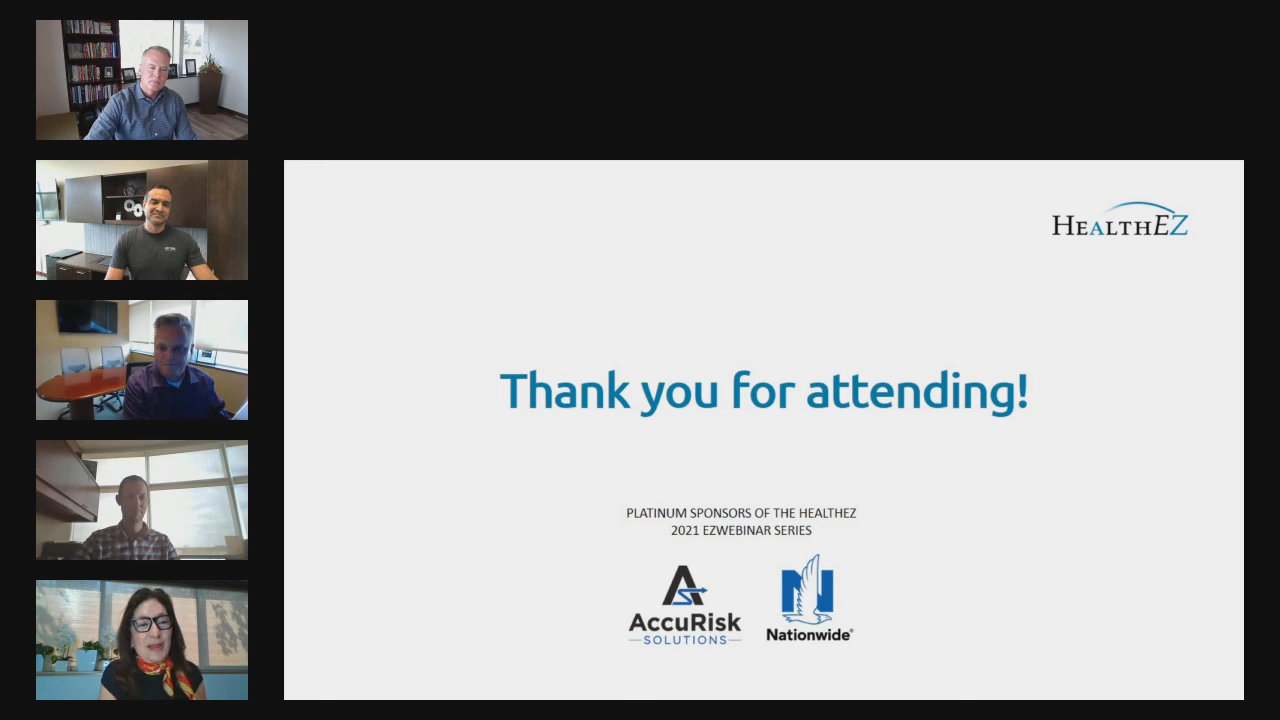 HEALTHEZ
Thank you for attending!
PLATINUM SPONSORS OF THE HEALTHEZ
2021 EZWEBINAR SERIES
AccuRisk
SOLUTIONS
Nationwide®